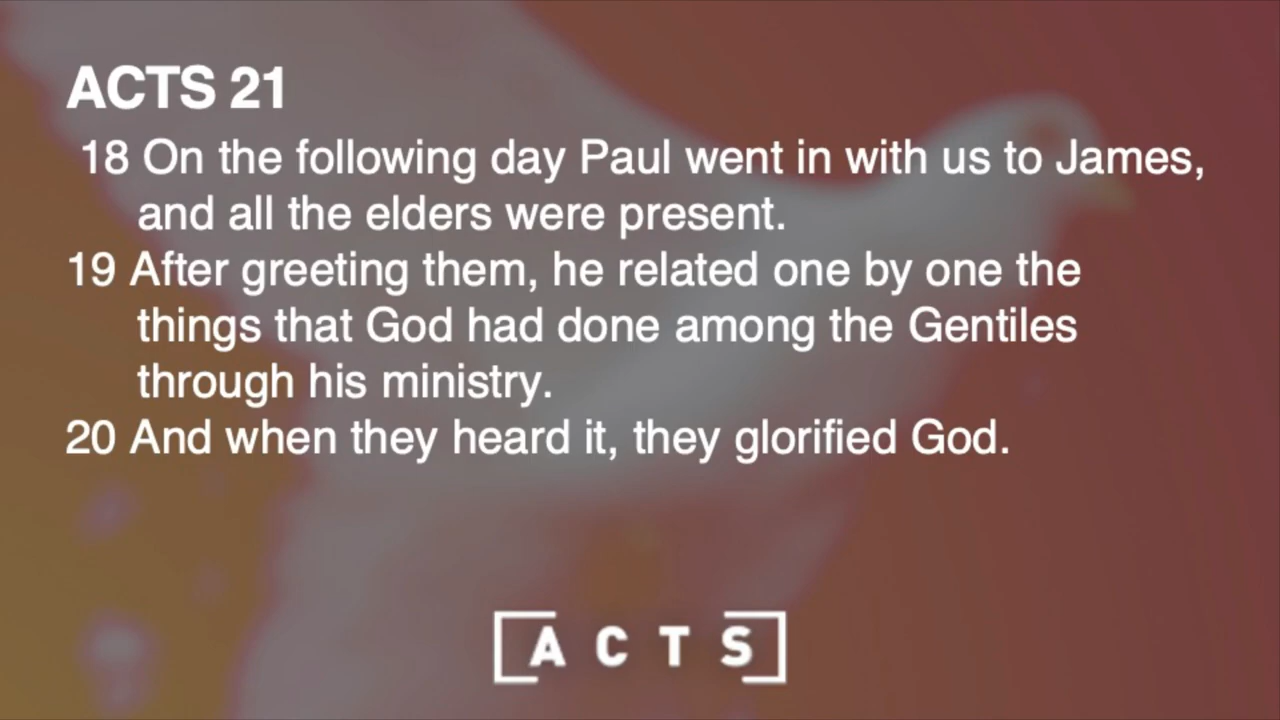 ACTS 21
18 On the following day Paul went in with us to James,
and all the elders were present.
19 After greeting them, he related one by one the
things that God had done among the Gentiles
through his ministry.
20 And when they heard it, they glorified God.
[ACTS]